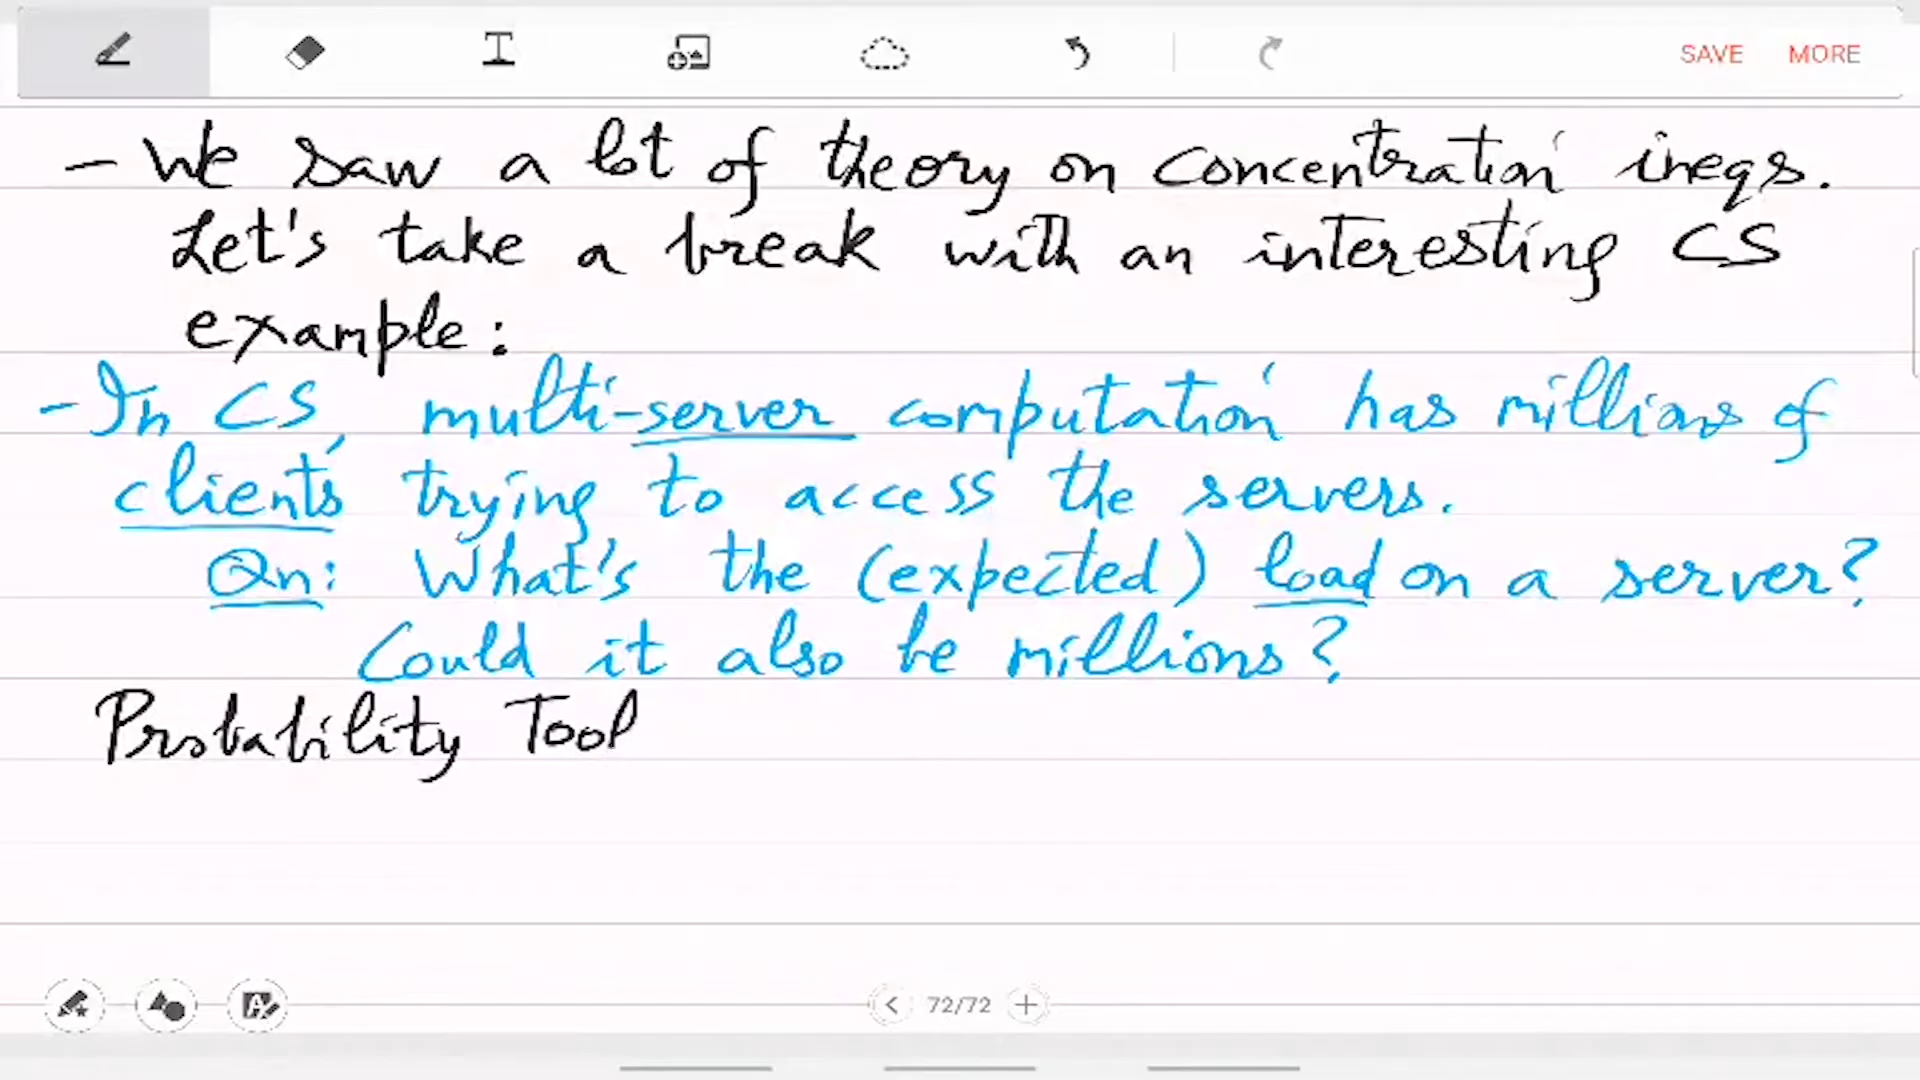 SAVE MORE
- We saw a lot of theory on concentration ineqs.
Let's take a break with an interesting CS
example:
- In CS, multi-server computation has millions of
clients trying to access the servers.
Qn: What's the (expected) load on a server?
Could it also be millions?
Probability Tool
72/72